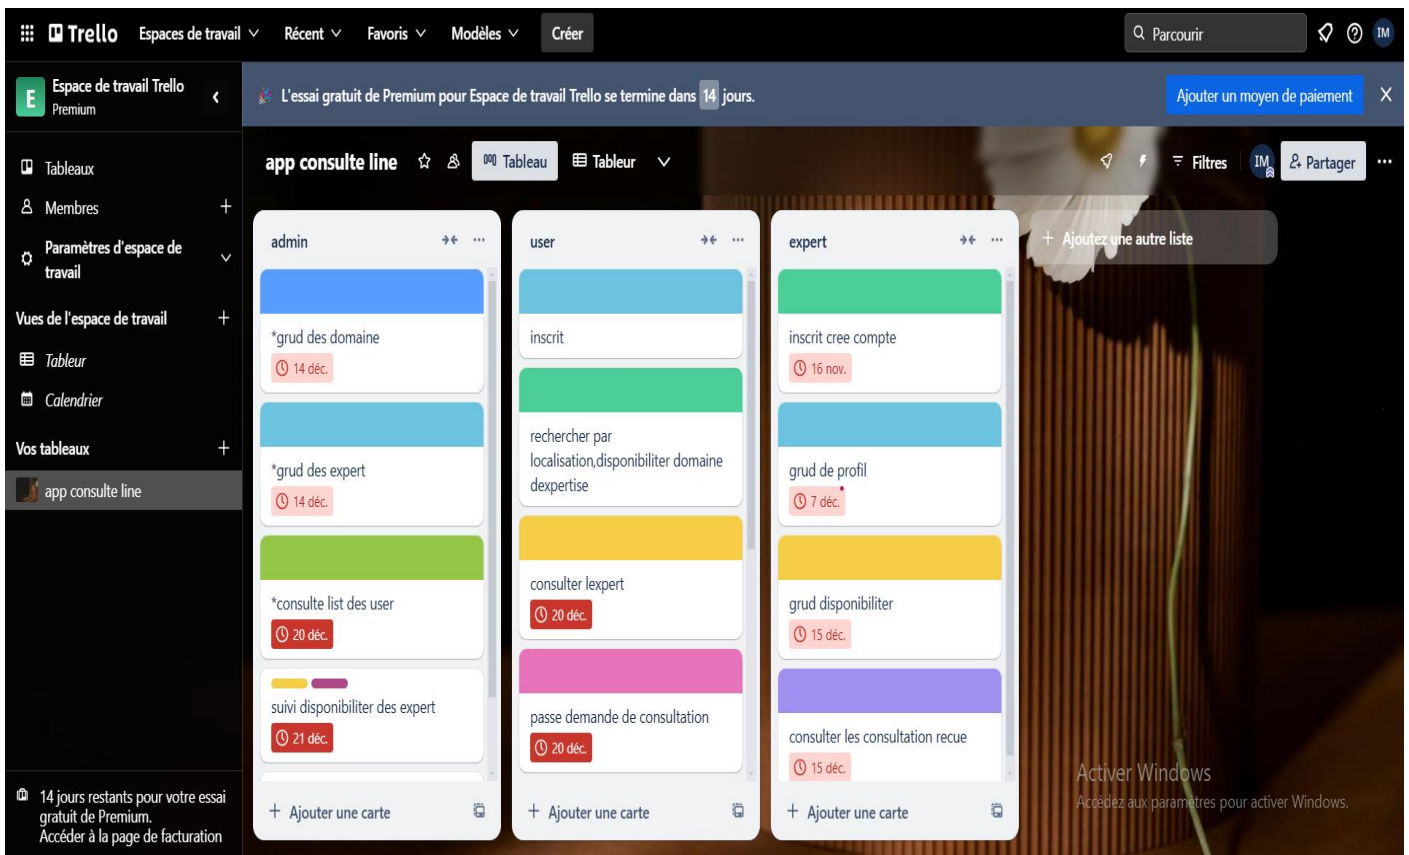 Trello
Espaces de travail
Récent
Favoris
Modèles
Créer
Parcourir
IM
E
Espace de travail Trello
Premium
L'essai gratuit de Premium pour Espace de travail Trello se termine dans 14 jours.
Ajouter un moyen de paiement
Tableaux
Membres
Paramètres d'espace de
travail
Vues de l'espace de travail
Tableur
Calendrier
Vos tableaux
app consulte line
14 jours restants pour votre essai
gratuit de Premium.
Accéder à la page de facturation
app consulte line
Tableau
Tableur
Filtres
IM
Partager
admin
*grud des domaine
14 déc.
*grud des expert
14 déc.
*consulte list des user
20 déc.
suivi disponibiliter des expert
21 déc.
Ajouter une carte
user
inscrit
rechercher par
localisation,disponibiliter domaine
dexpertise
consulter lexpert
20 déc.
passe demande de consultation
20 déc.
Ajouter une carte
expert
inscrit cree compte
16 nov.
grud de profil
7 déc.
grud disponibiliter
15 déc.
consulter les consultation recue
15 déc.
Ajouter une carte
Ajoutez une autre liste
Activer Windows
Accédez aux paramètres pour activer Windows.